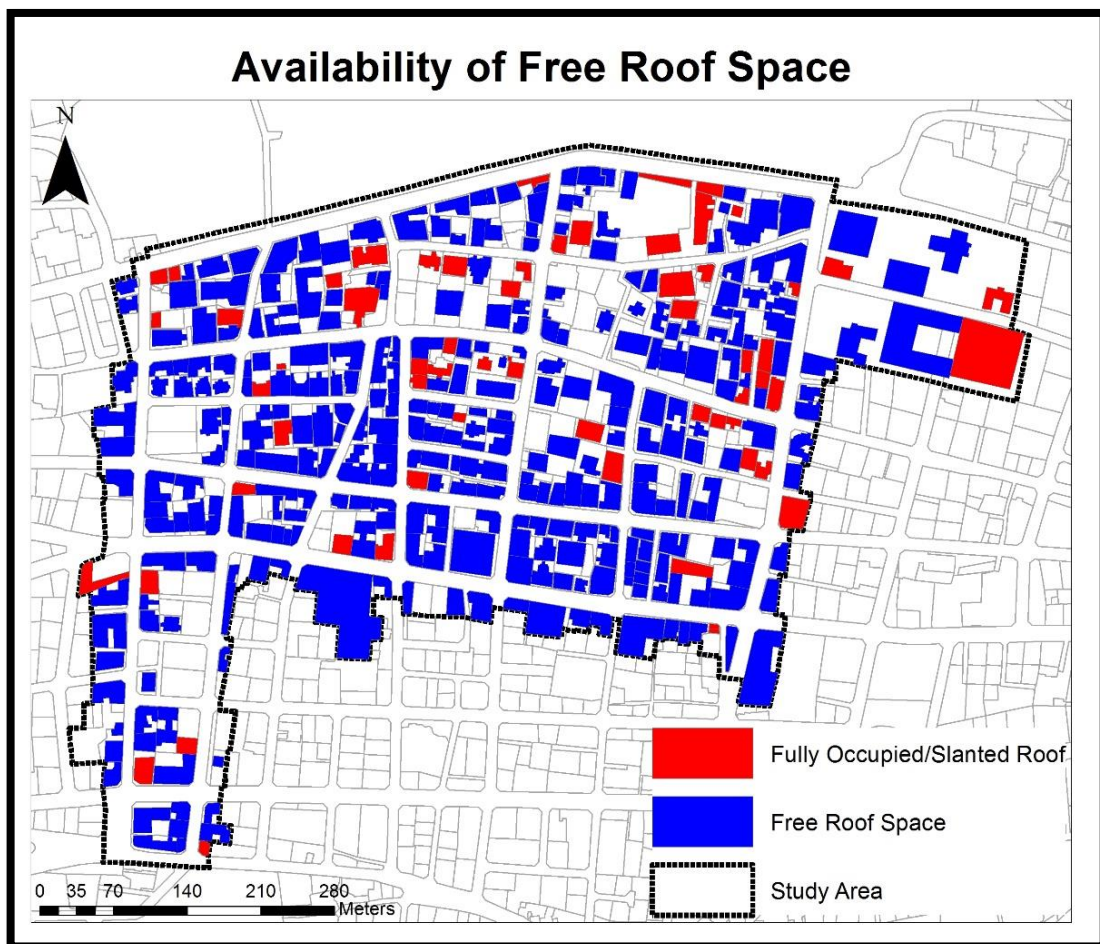 Availability of Free Roof Space
N
Fully Occupied/Slanted Roof
Free Roof Space
Study Area
0 35 70 140 210 280
Meters